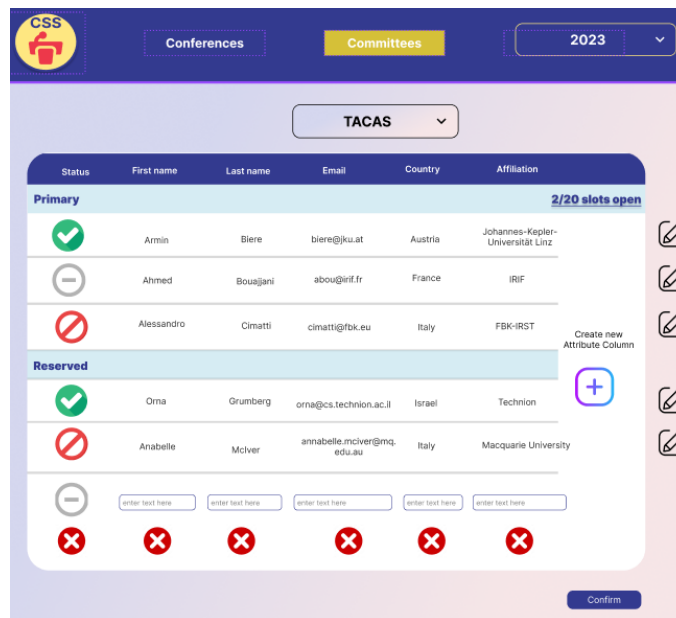 CSS
Conferences
Committees
2023
TACAS
Status First name Last name Email Country Affiliation
Primary 2/20 slots open
Armin Biere biere@jku.at Austria Johannes-Kepler-
Universität Linz
Ahmed Bouajjani abou@irif.fr France IRIF
Alessandro Cimatti cimatti@fbk.eu Italy FBK-IRST
Create new
Attribute Column
Reserved
Orna Grumberg orna@cs.technion.ac.il Israel Technion
Anabelle McIver annabelle.mciver@mq.
edu.au Italy Macquarie University
enter text here enter text here enter text here enter text here enter text here
Confirm